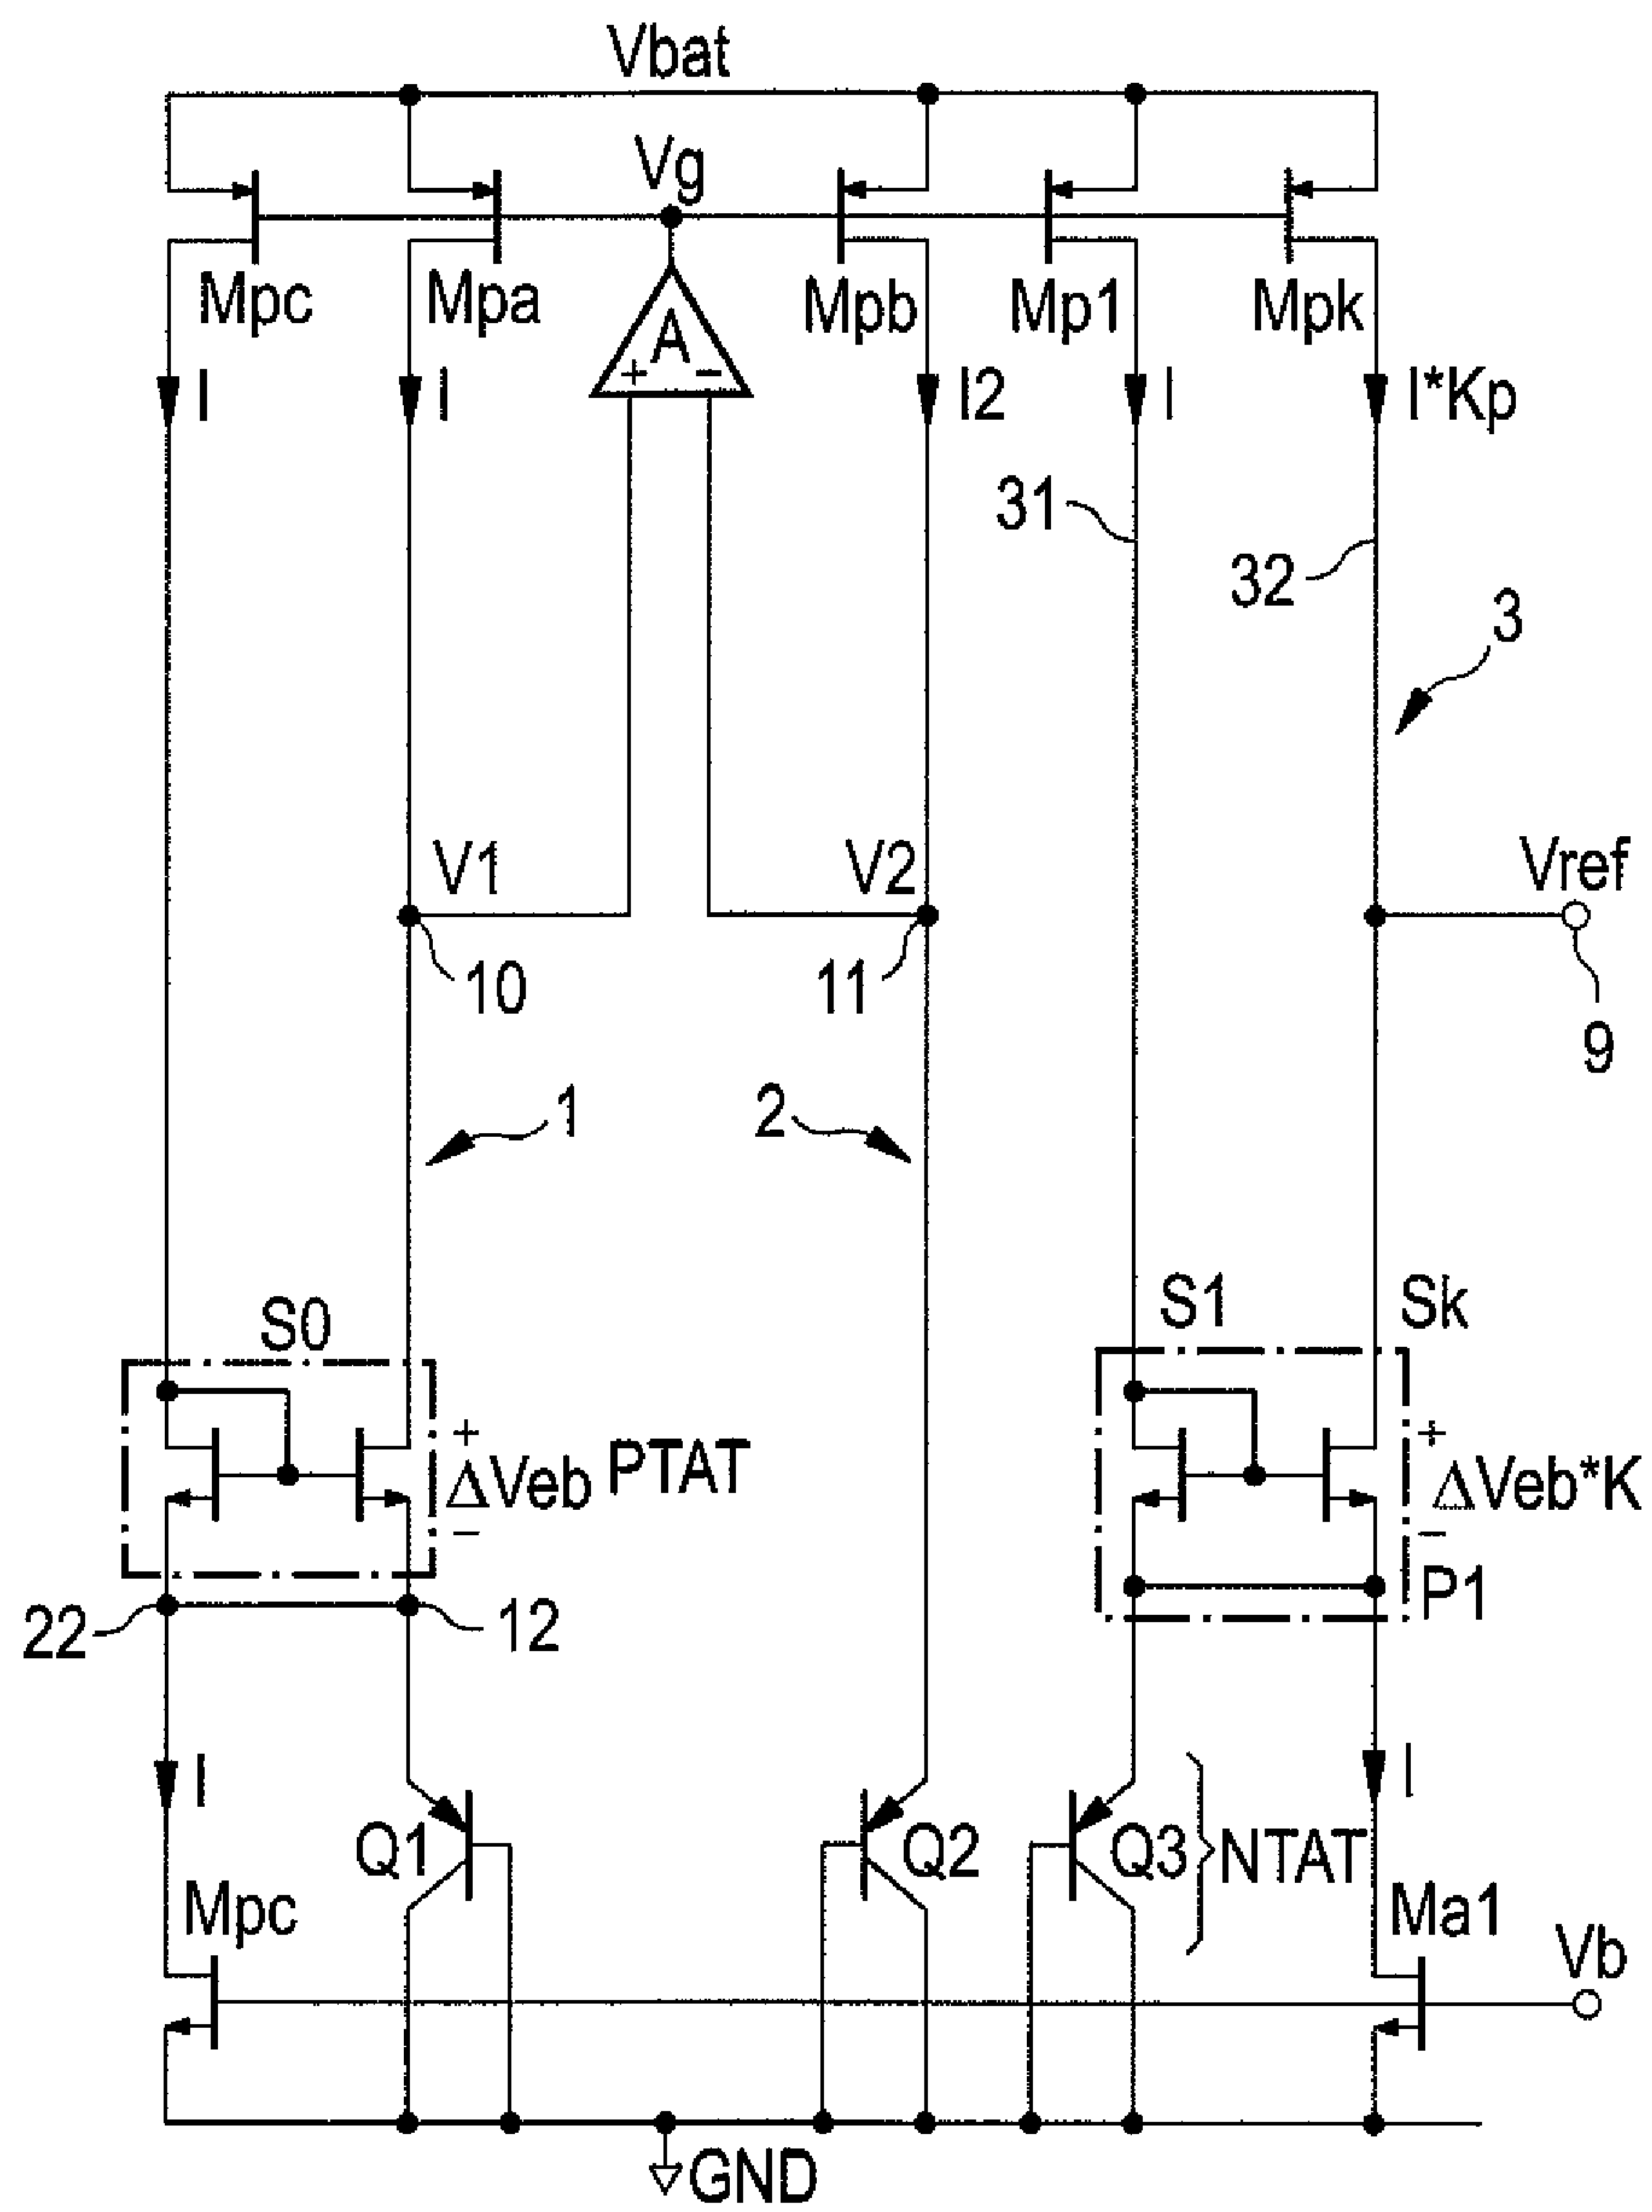 Vbat
Vg
Mpc
Mpa
A
+ −
Mpb
Mp1
Mpk
I
I
I2
I
I*Kp
31
32
3
V1
V2
Vref
10
11
9
1
2
S0
S1
Sk
+
ΔVeb
−
PTAT
+
ΔVeb*K
−
P1
22
12
I
I
Q1
Q2
Q3
NTAT
Mpc
Ma1
Vb
GND